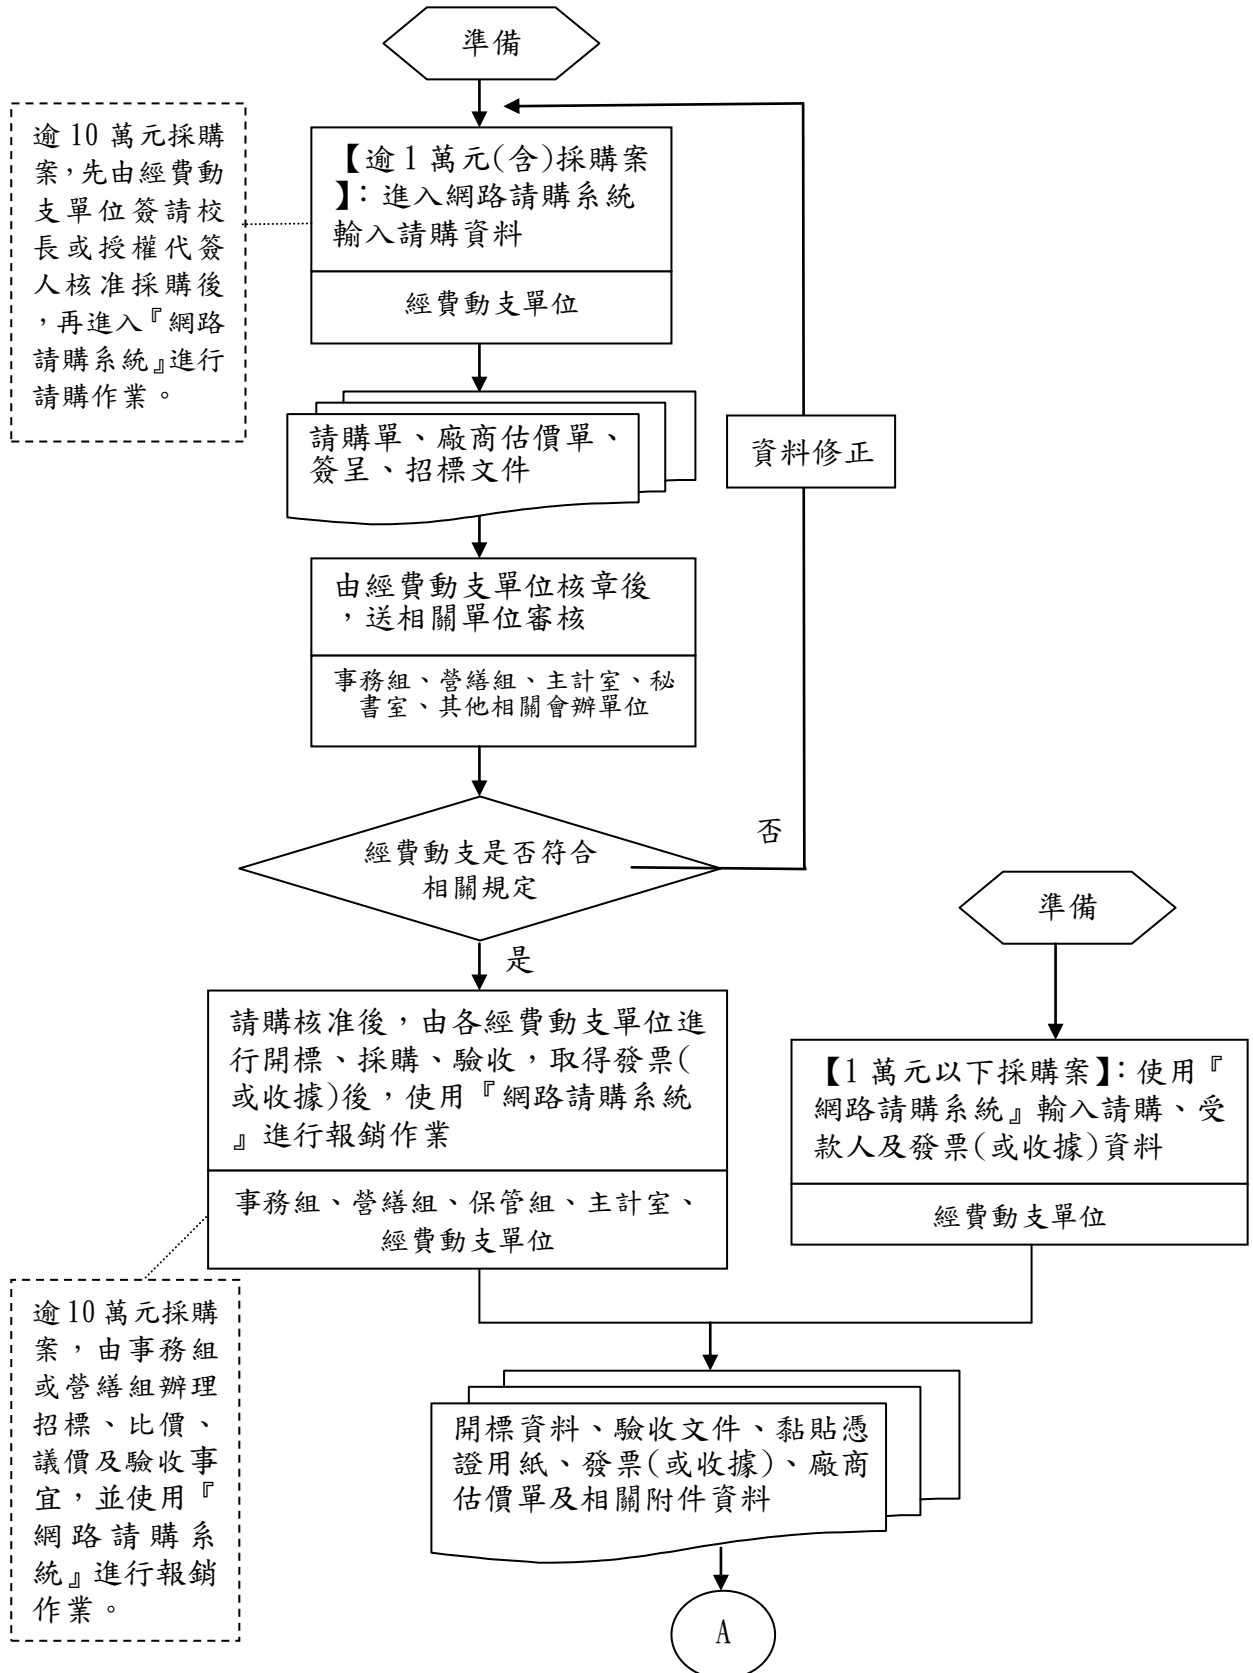 準備
逾10萬元採購
案，先由經費動
支單位簽請校
長或授權代簽
人核准採購後
，再進入『網路
請購系統』進行
請購作業。
【逾1萬元(含)採購案
】：進入網路請購系統
輸入請購資料
經費動支單位
請購單、廠商估價單、
簽呈、招標文件
資料修正
由經費動支單位核章後
，送相關單位審核
事務組、營繕組、主計室、秘
書室、其他相關會辦單位
經費動支是否符合
相關規定
否
是
準備
請購核准後，由各經費動支單位進
行開標、採購、驗收，取得發票(
或收據)後，使用『網路請購系統
』進行報銷作業
事務組、營繕組、保管組、主計室、
經費動支單位
【1萬元以下採購案】：使用『
網路請購系統』輸入請購、受
款人及發票(或收據)資料
經費動支單位
逾10萬元採購
案，由事務組
或營繕組辦理
招標、比價、
議價及驗收事
宜，並使用『
網路請購系
統』進行報銷
作業。
開標資料、驗收文件、黏貼憑
證用紙、發票(或收據)、廠商
估價單及相關附件資料
A